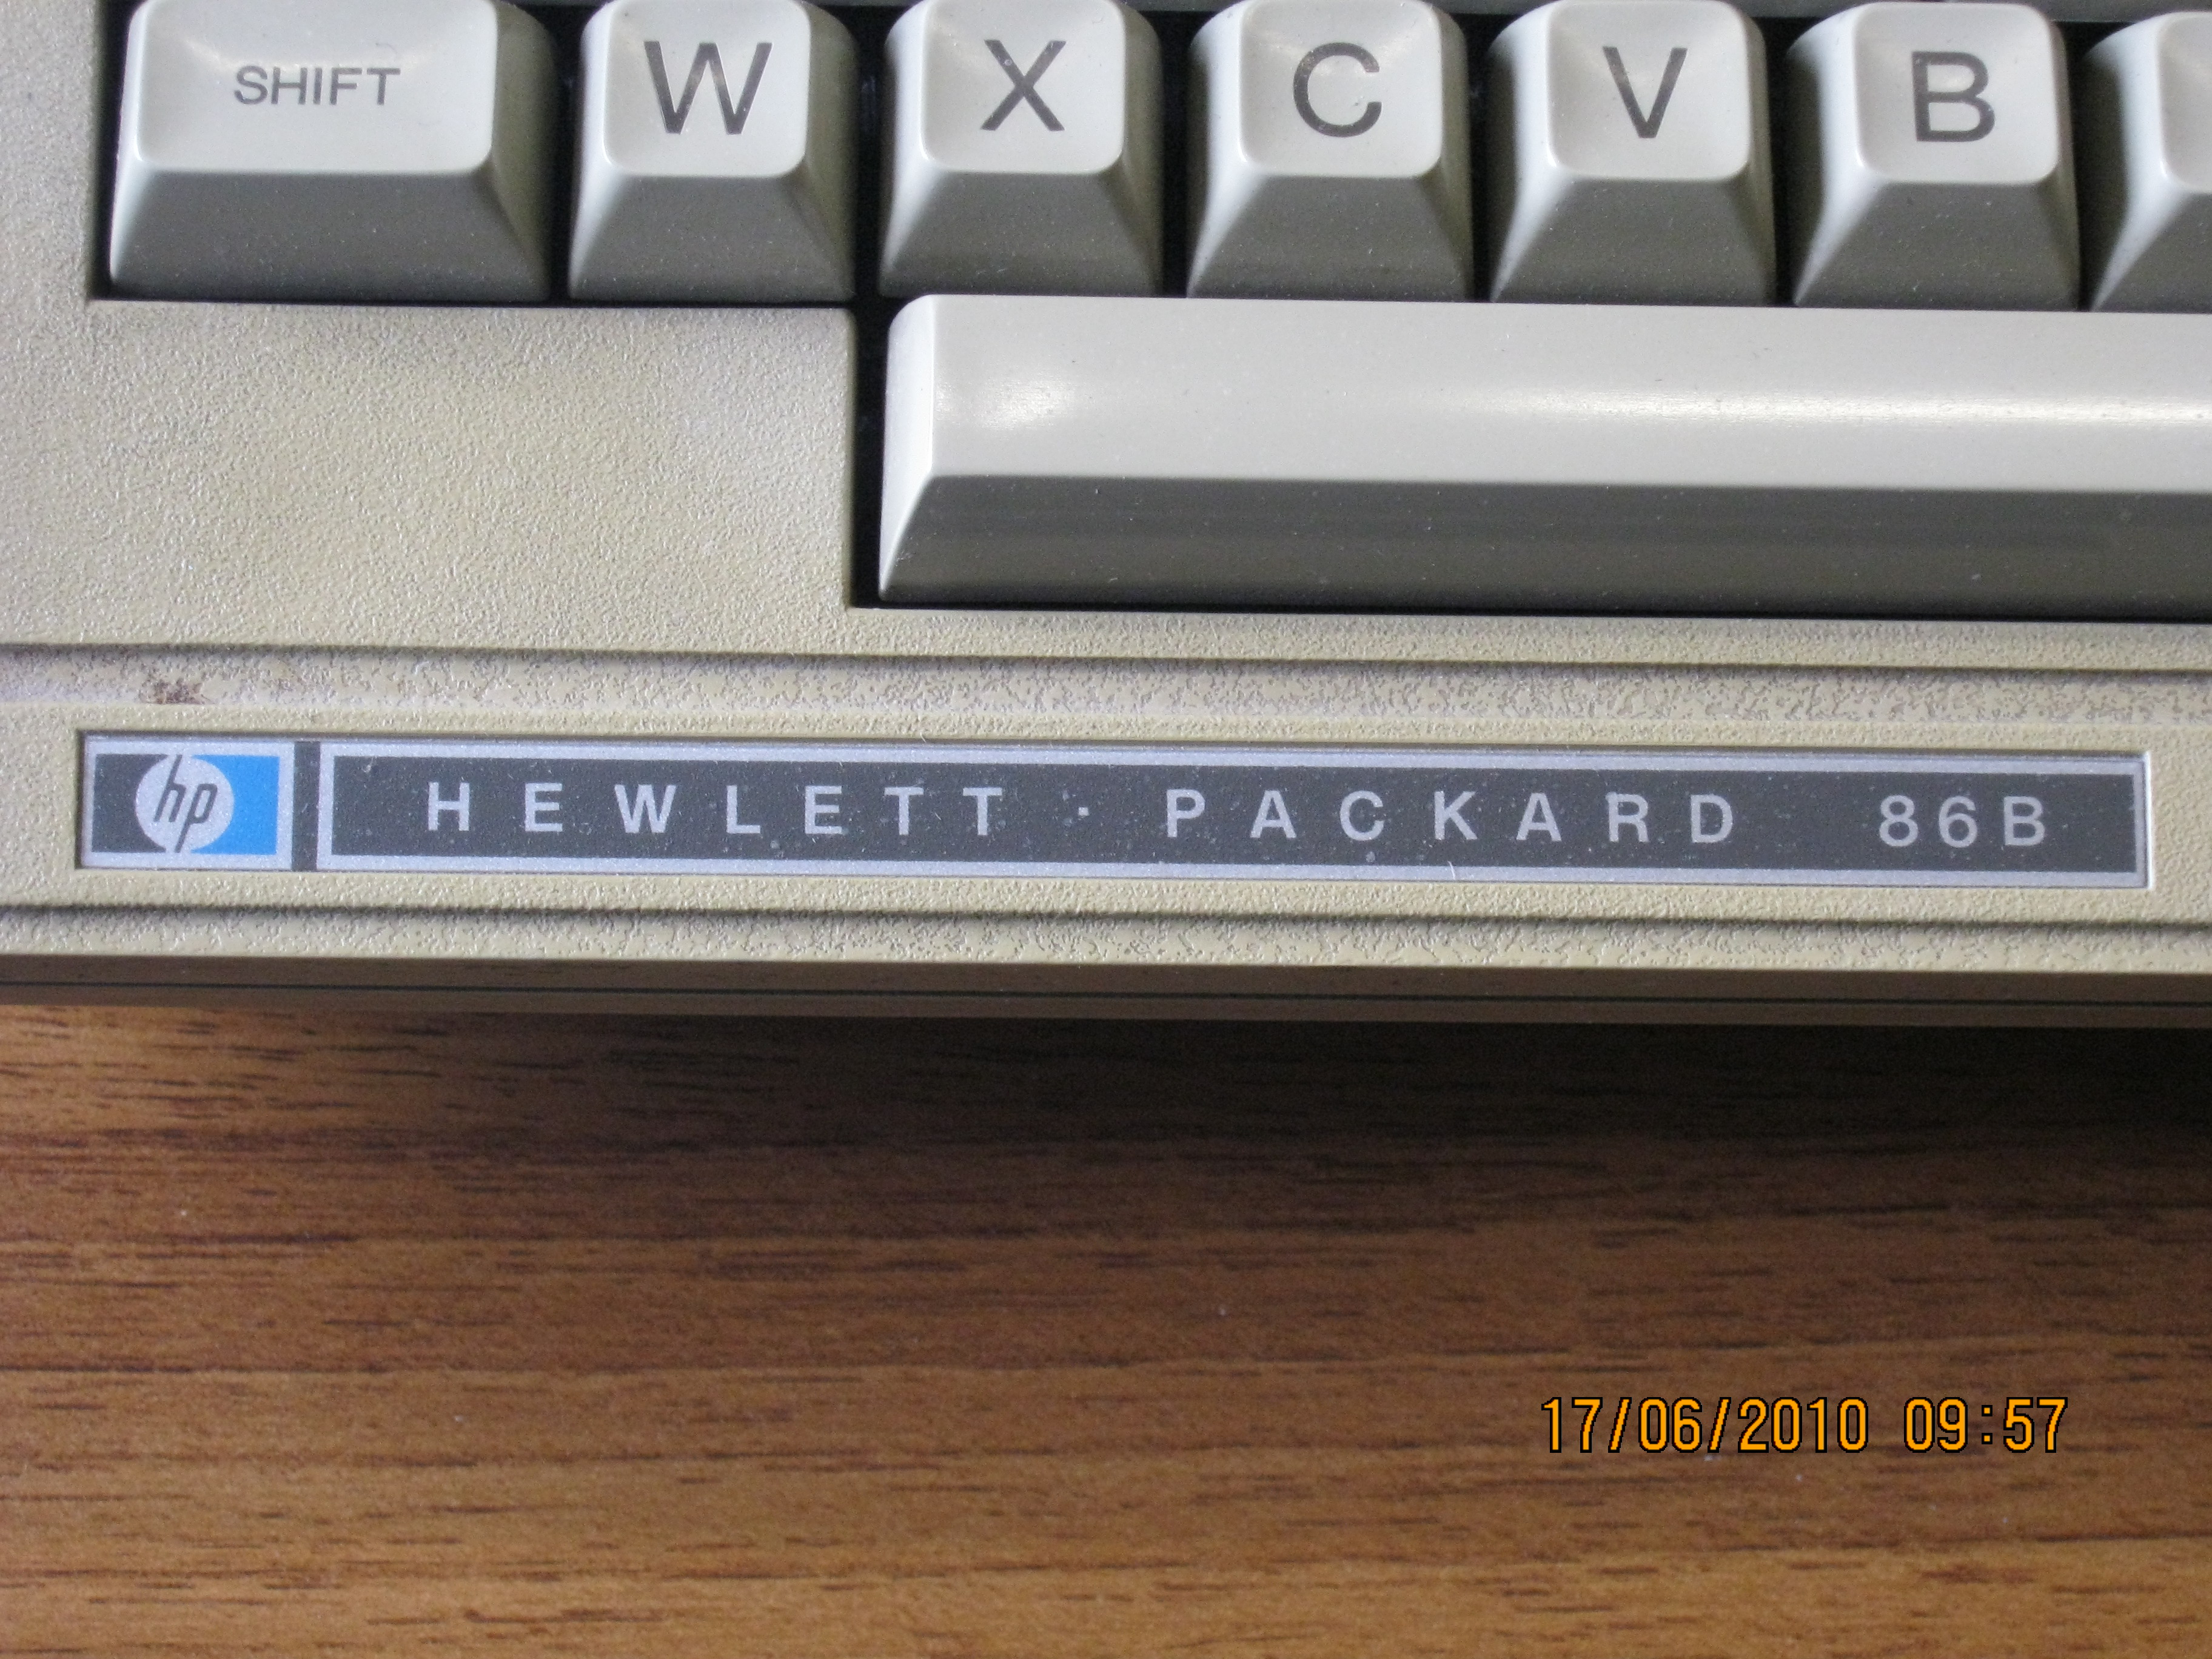 SHIFT W X C V B
hp HEWLETT · PACKARD 86B
17/06/2010 09:57